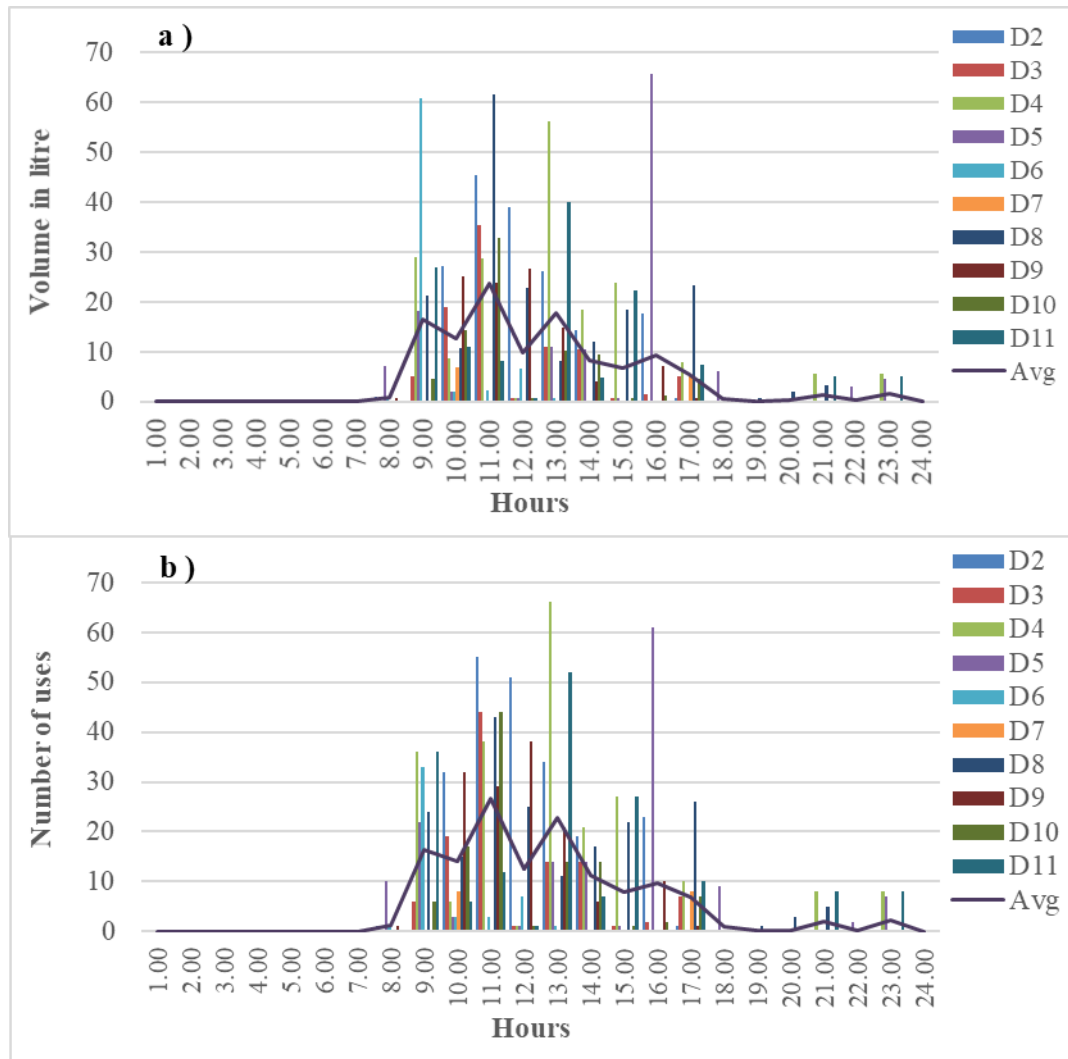 a )
70
60
50
40
30
20
10
0
Volume in litre
1.00 2.00 3.00 4.00 5.00 6.00 7.00 8.00 9.00 10.00 11.00 12.00 13.00 14.00 15.00 16.00 17.00 18.00 19.00 20.00 21.00 22.00 23.00 24.00
Hours
D2
D3
D4
D5
D6
D7
D8
D9
D10
D11
Avg
b )
70
60
50
40
30
20
10
0
Number of uses
1.00 2.00 3.00 4.00 5.00 6.00 7.00 8.00 9.00 10.00 11.00 12.00 13.00 14.00 15.00 16.00 17.00 18.00 19.00 20.00 21.00 22.00 23.00 24.00
Hours
D2
D3
D4
D5
D6
D7
D8
D9
D10
D11
Avg